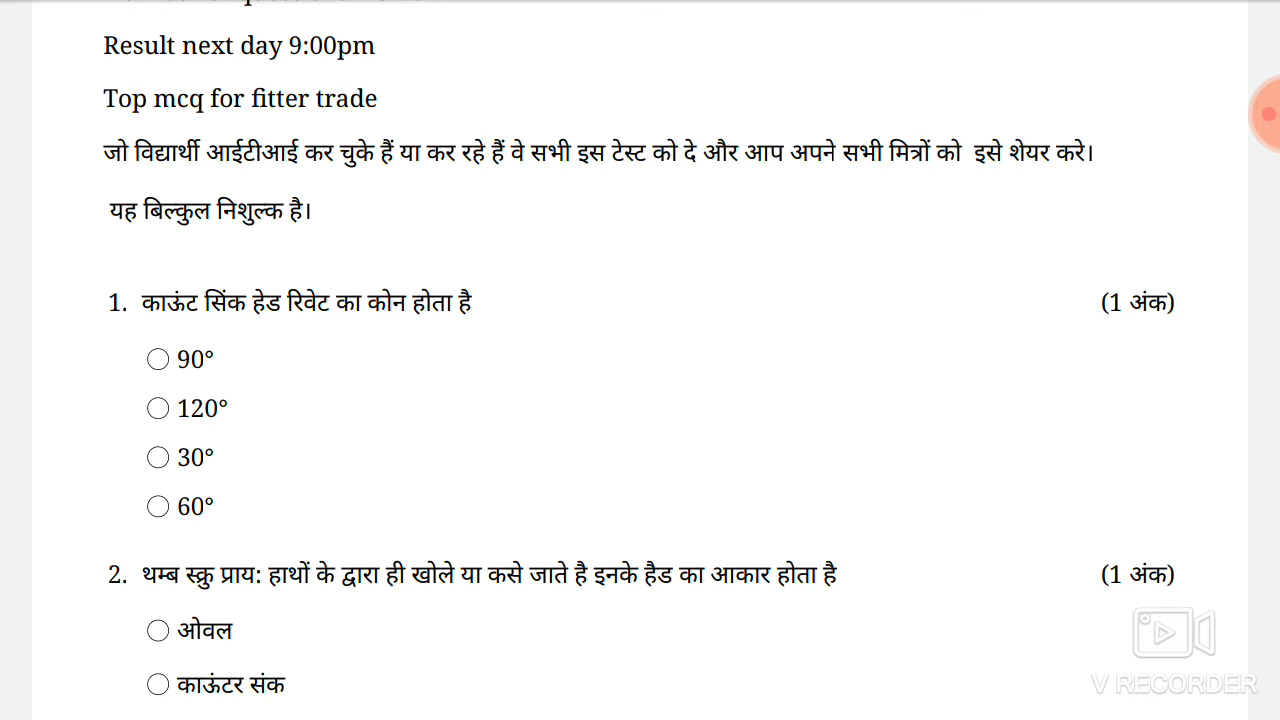 Result next day 9:00pm
Top mcq for fitter trade
जो विद्यार्थी आईटीआई कर चुके हैं या कर रहे हैं वे सभी इस टेस्ट को दे और आप अपने सभी मित्रों को इसे शेयर करे।
यह बिल्कुल निशुल्क है।
1. काऊंट सिंक हेड रिवेट का कोन होता है (1 अंक)
90°
120°
30°
60°
2. थम्ब स्क्रु प्राय: हाथों के द्वारा ही खोले या कसे जाते है इनके हैड का आकार होता है (1 अंक)
ओवल
काऊंटर संक
V RECORDER